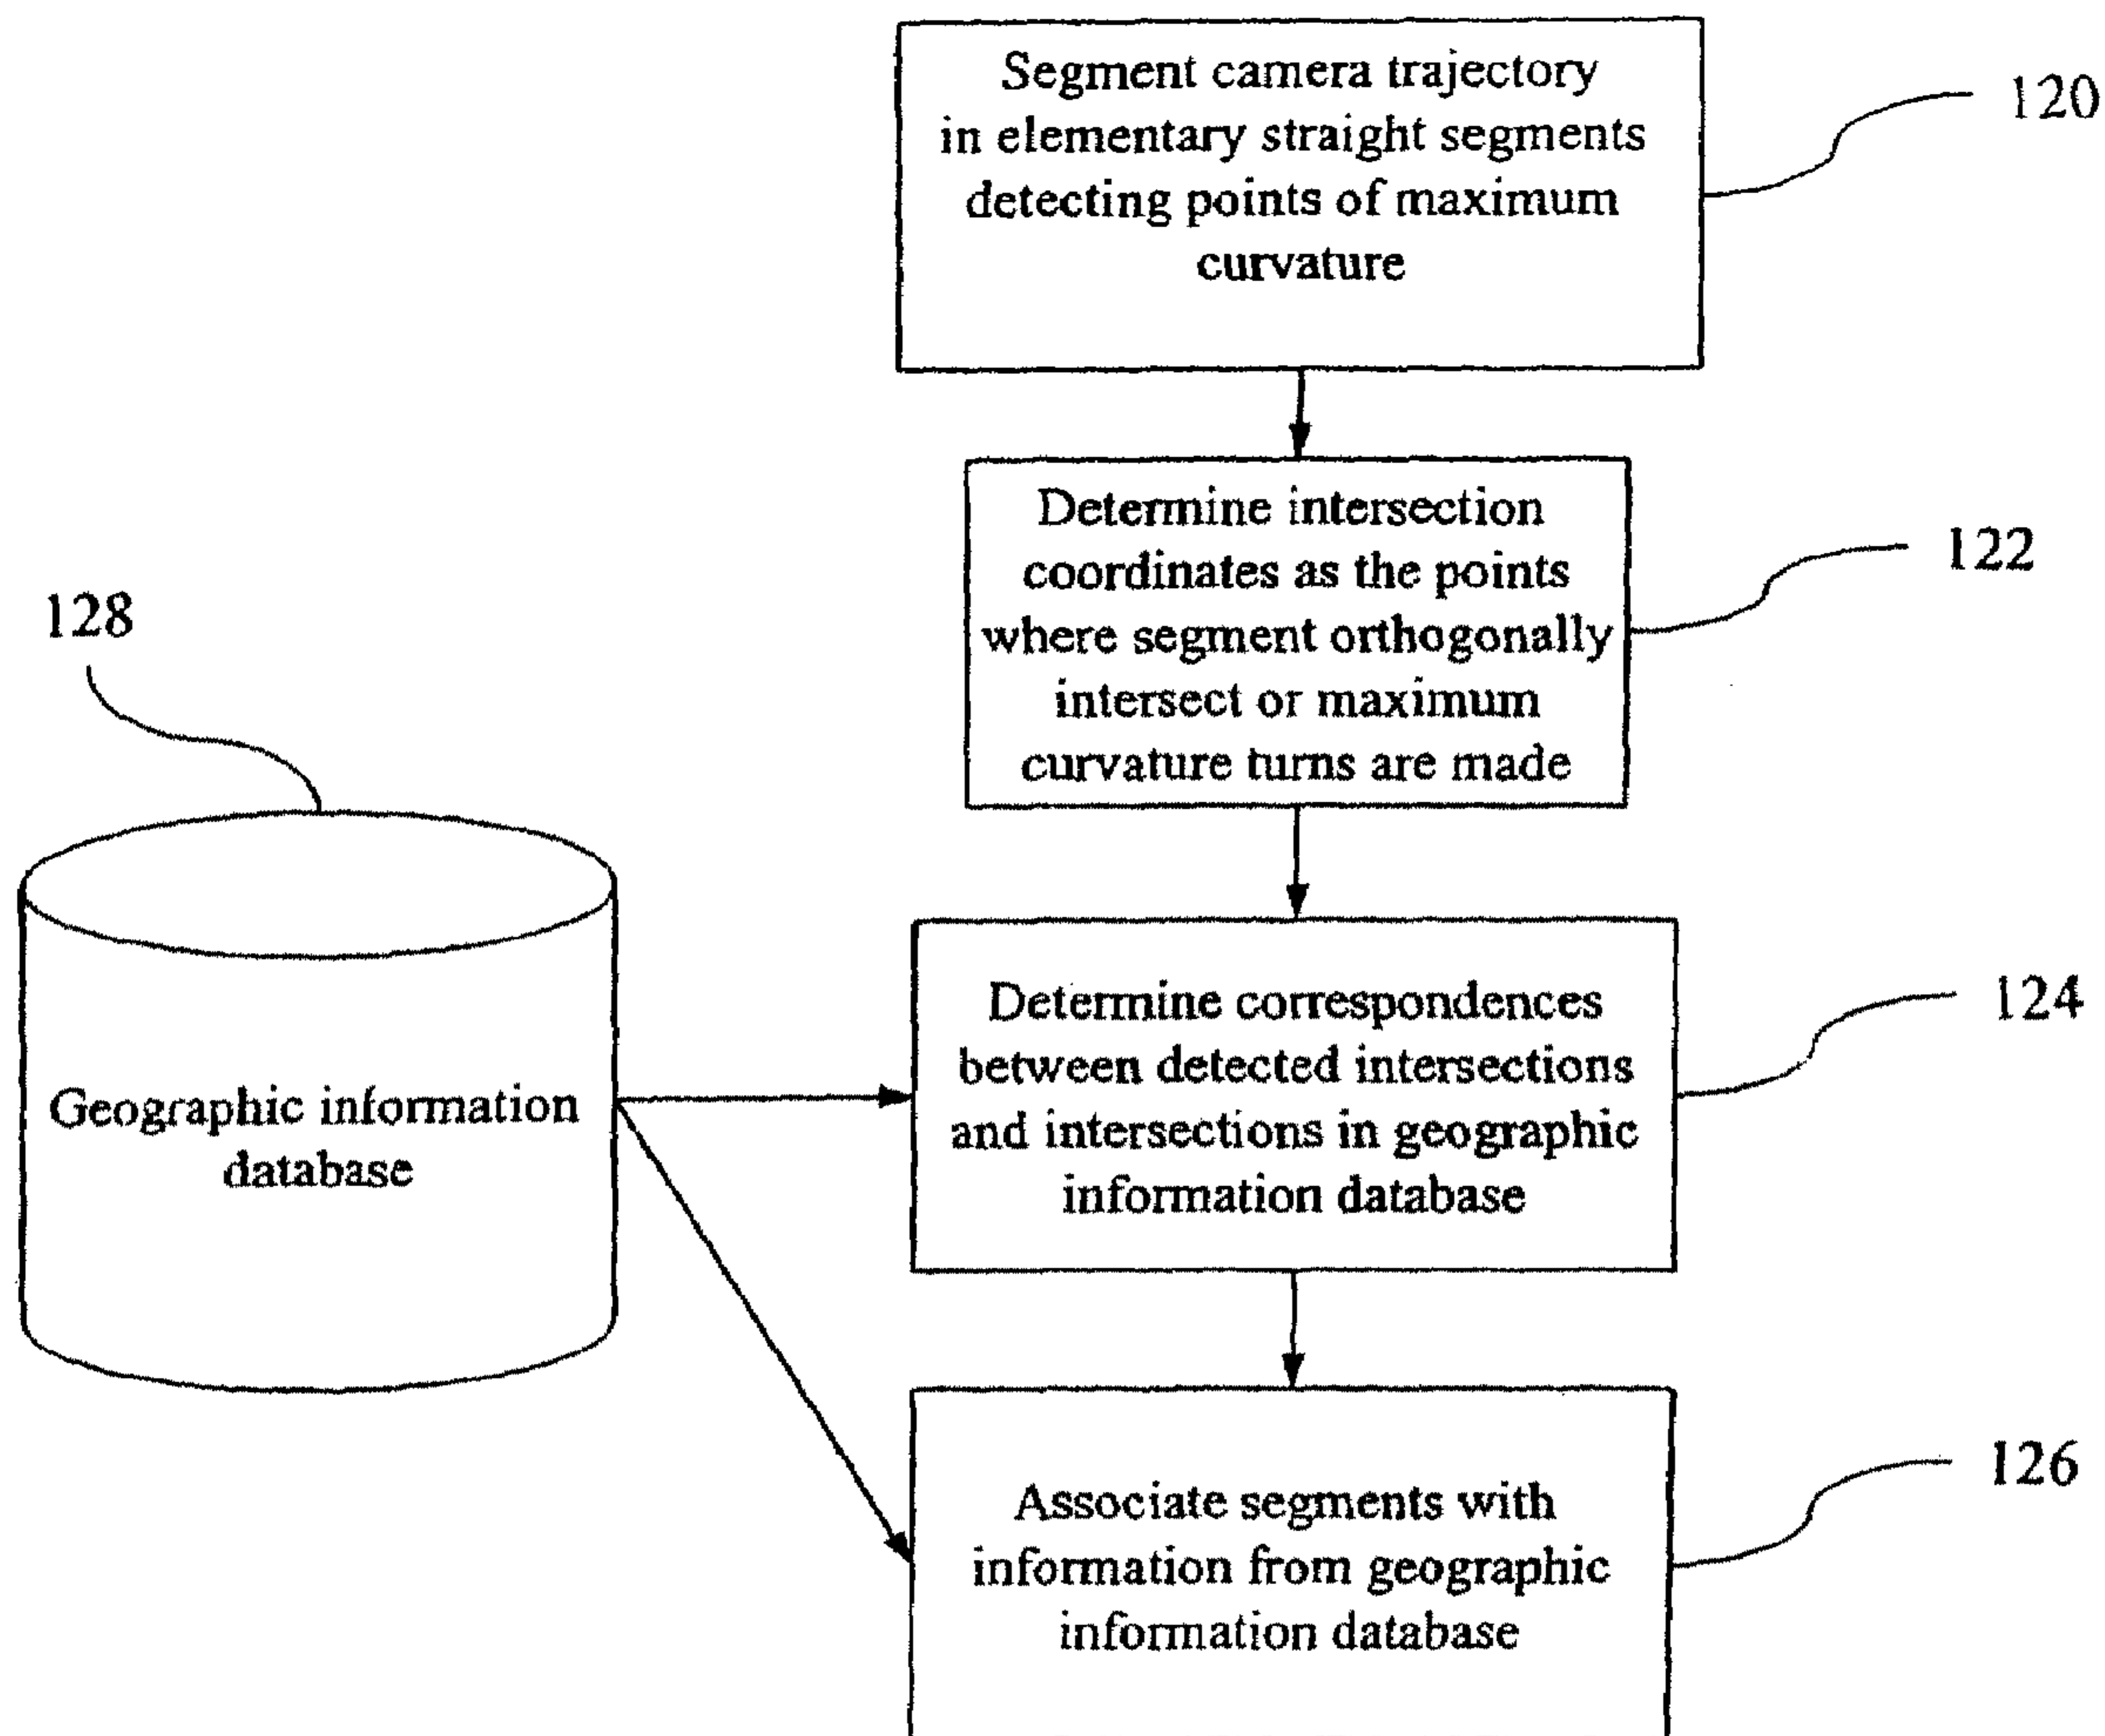 Segment camera trajectory
in elementary straight segments
detecting points of maximum
curvature
120
Determine intersection
coordinates as the points
where segment orthogonally
intersect or maximum
curvature turns are made
122
128
Geographic information
database
Determine correspondences
between detected intersections
and intersections in geographic
information database
124
Associate segments with
information from geographic
information database
126